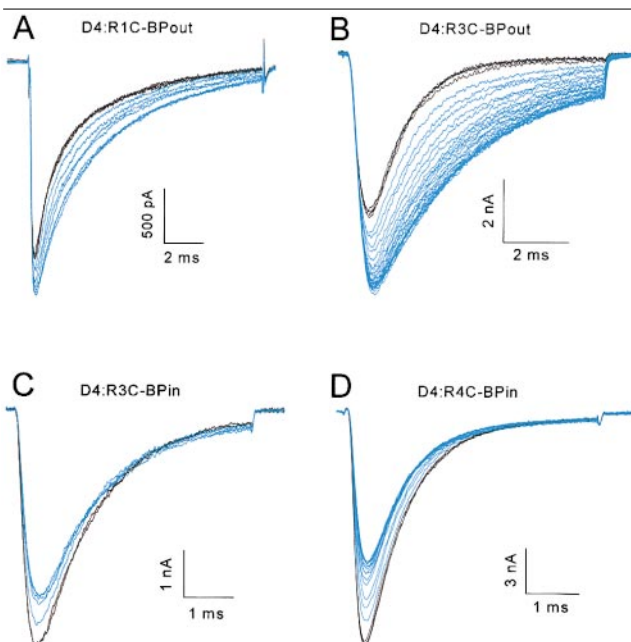 A
D4:R1C-BPout
500 pA
2 ms
B
D4:R3C-BPout
2 nA
2 ms
C
D4:R3C-BPin
1 nA
1 ms
D
D4:R4C-BPin
3 nA
1 ms